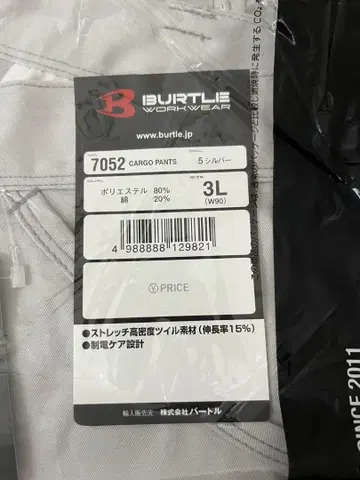 BURTLE
WORKWEAR
www.burtle.jp
7052 CARGO PANTS
5 シルバー
ポリエステル 80%
綿 20%
3L
(W90)
4 988888 129821
Ⓨ PRICE
●ストレッチ高密度ツイル素材(伸長率15%)
●制電ケア設計
輸入販売元 株式会社バートル
SINCE 2011